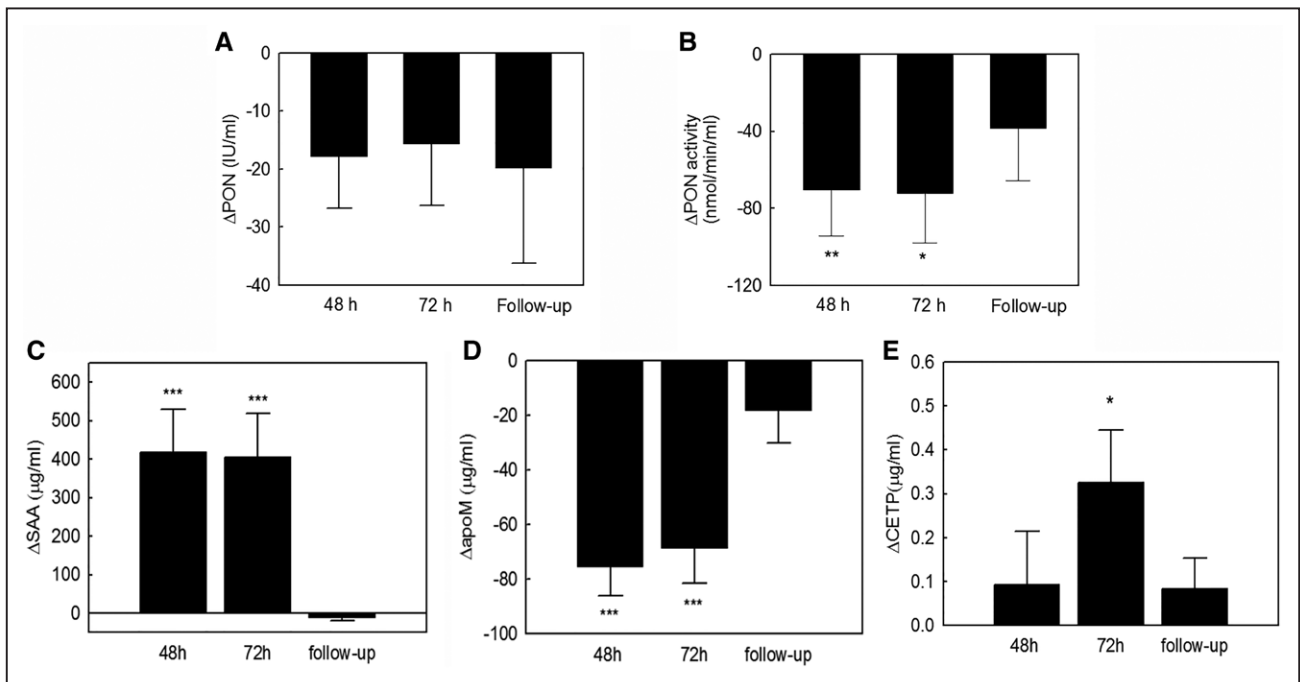 A
0
-10
-20
-30
-40
ΔPON (IU/ml)
48 h 72 h Follow-up
B
0
-40
-80
-120
ΔPON activity
(nmol/min/ml)
** *
48 h 72 h Follow-up
C
600
500
400
300
200
100
0
ΔSAA (μg/ml)
*** ***
48h 72h follow-up
D
0
-20
-40
-60
-80
-100
ΔapoM (μg/ml)
*** ***
48h 72h follow-up
E
0.6
0.5
0.4
0.3
0.2
0.1
0.0
ΔCETP(μg/ml)
*
48h 72h follow-up